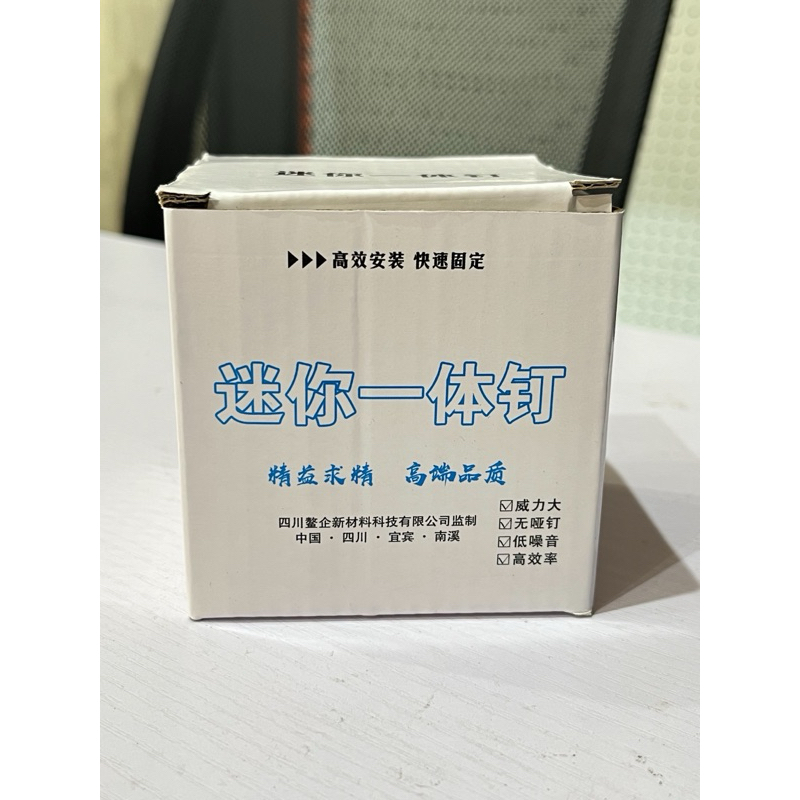 迷你一体钉
▶▶▶高效安装 快速固定
迷你一体钉
精益求精 高端品质
☑威力大
☑无哑钉
☑低噪音
☑高效率
四川鳌企新材料科技有限公司监制
中国·四川·宜宾·南溪